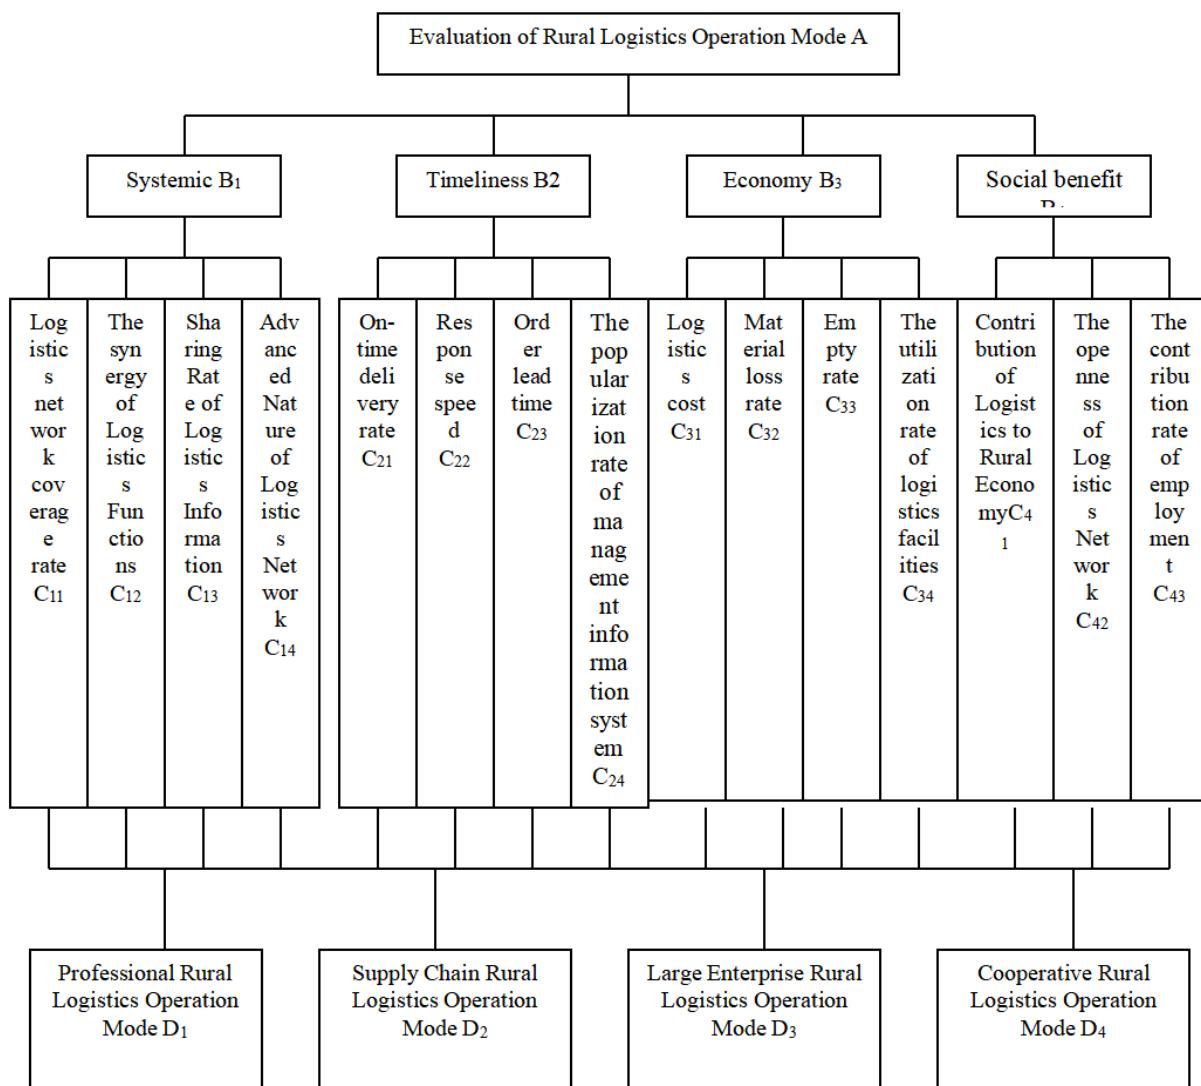 Evaluation of Rural Logistics Operation Mode A
Systemic B₁
Timeliness B2
Economy B₃
Social benefit
Log
istic
s
net
wor
k
cov
erag
e
rate
C₁₁
The
syn
ergy
of
Log
istic
s
Fun
ctio
ns
C₁₂
Sha
ring
Rat
e of
Log
istic
s
Info
rma
tion
C₁₃
Adv
anc
ed
Nat
ure
of
Log
istic
s
Net
wor
k
C₁₄
On-
time
deli
very
rate
C₂₁
Res
pon
se
spee
d
C₂₂
Ord
er
lead
time
C₂₃
The
pop
ular
izat
ion
rate
of
ma
nag
eme
nt
info
rma
tion
syst
em
C₂₄
Log
istic
s
cost
C₃₁
Mat
erial
loss
rate
C₃₂
Em
pty
rate
C₃₃
The
utili
zati
on
rate
of
logi
stics
facil
ities
C₃₄
Contri
bution
of
Logist
ics to
Rural
Econo
myC₄
₁
The
ope
nne
ss
of
Log
istic
s
Net
wor
k
C₄₂
The
cont
ribu
tion
rate
of
emp
loy
men
t
C₄₃
Professional Rural
Logistics Operation
Mode D₁
Supply Chain Rural
Logistics Operation
Mode D₂
Large Enterprise Rural
Logistics Operation
Mode D₃
Cooperative Rural
Logistics Operation
Mode D₄